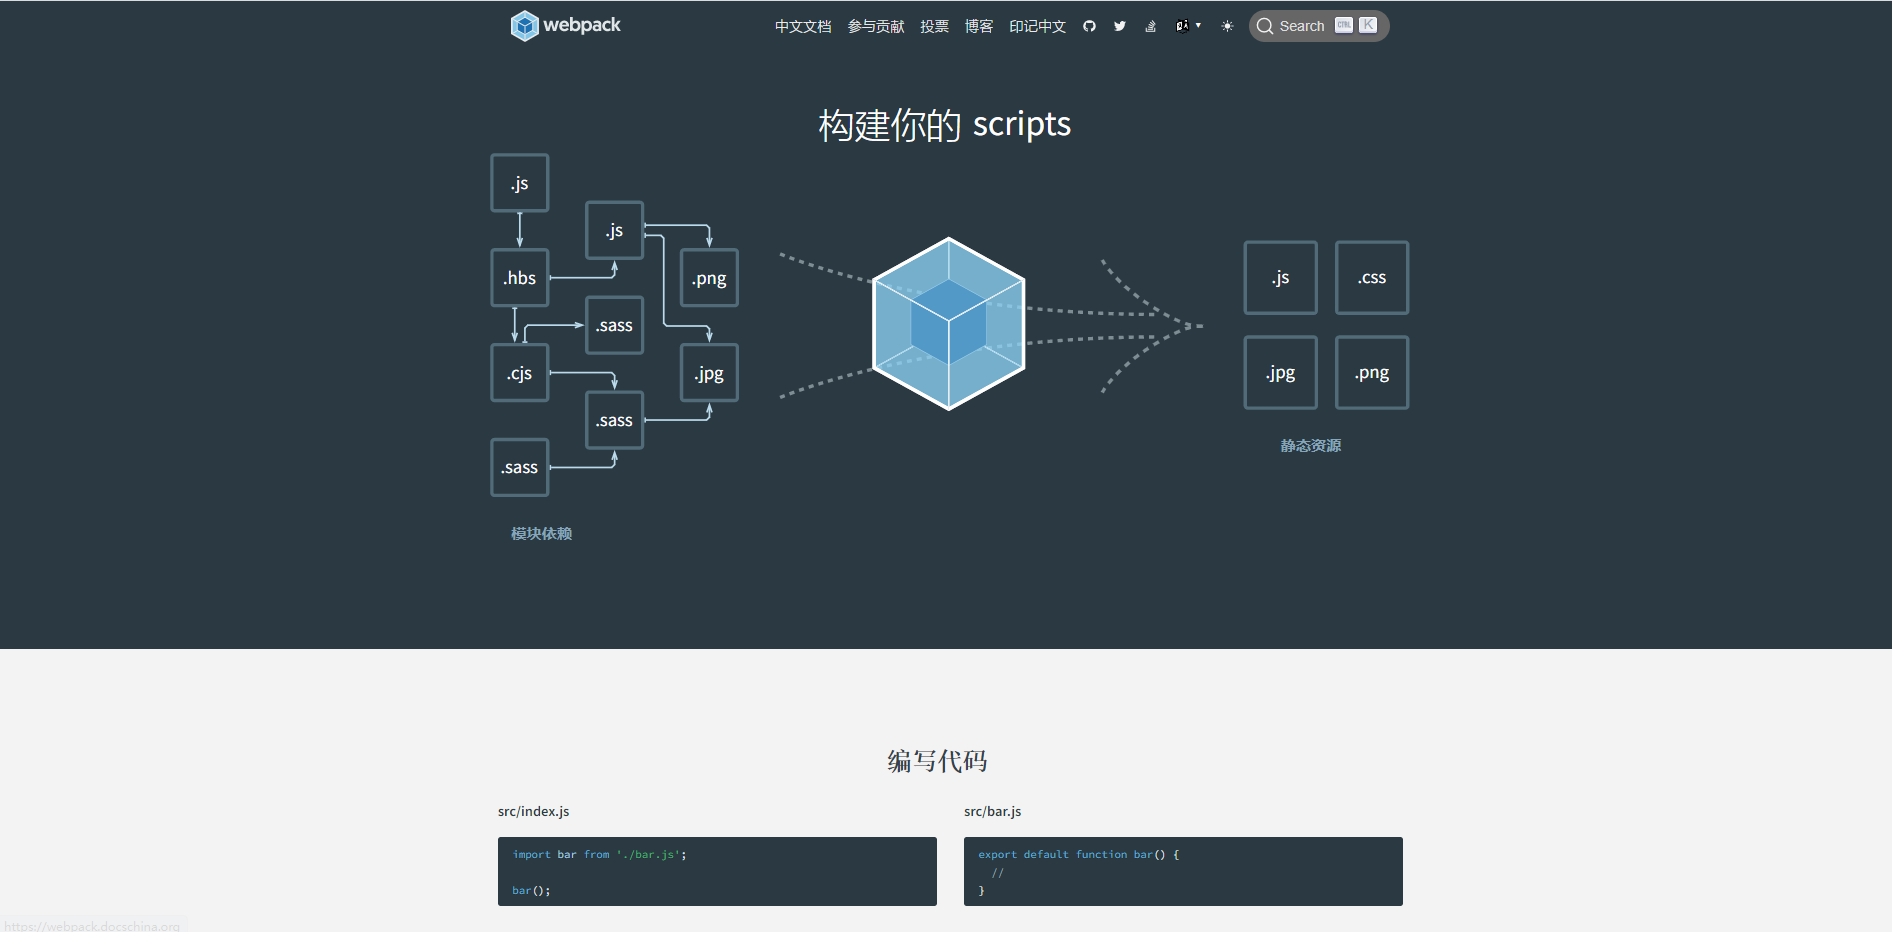 webpack
中文文档 参与贡献 投票 博客 印记中文 Search CTRL K
构建你的 scripts
.js
.js
.hbs
.png
.sass
.cjs
.jpg
.sass
.sass
模块依赖
.js .css
.jpg .png
静态资源
编写代码
src/index.js
import bar from './bar.js';
bar();
src/bar.js
export default function bar() {
//
}
https://webpack.docschina.org